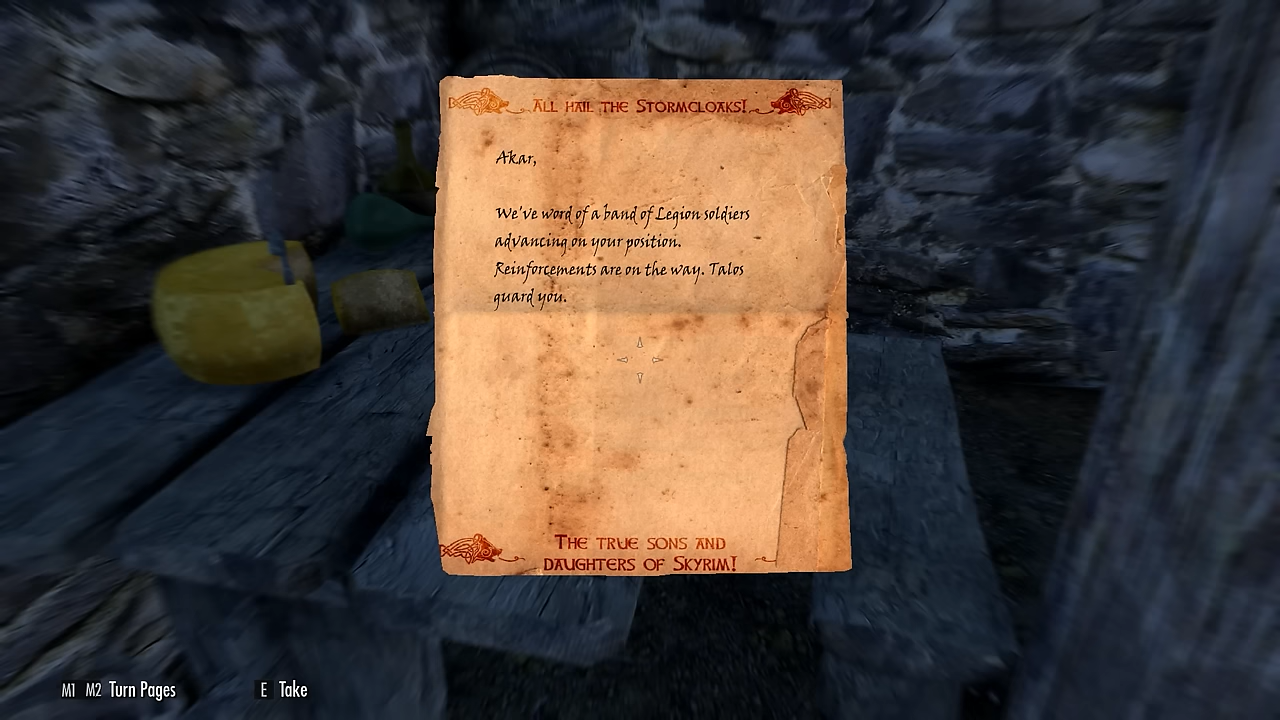 All hail the Stormcloaks!
Akar,
We've word of a band of Legion soldiers
advancing on your position.
Reinforcements are on the way. Talos
guard you.
The true sons and
daughters of Skyrim!
M1 M2 Turn Pages E Take